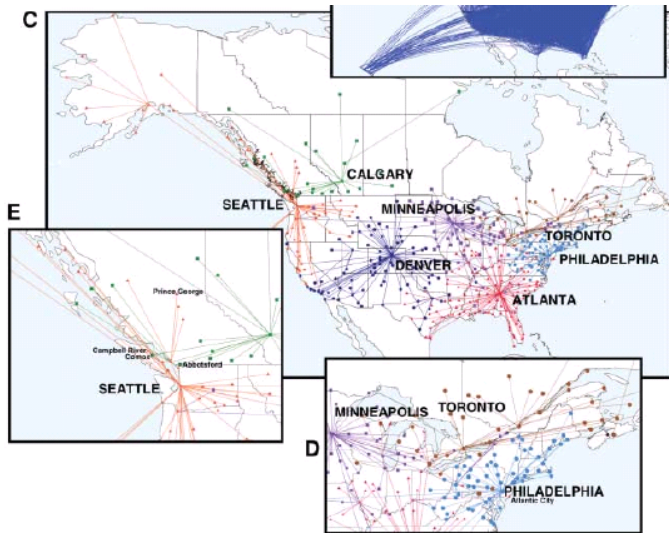 C
CALGARY
SEATTLE
MINNEAPOLIS
TORONTO
PHILADELPHIA
DENVER
ATLANTA
E
Prince George
Campbell River
Comox
Abbotsford
SEATTLE
D
MINNEAPOLIS
TORONTO
PHILADELPHIA
Atlantic City